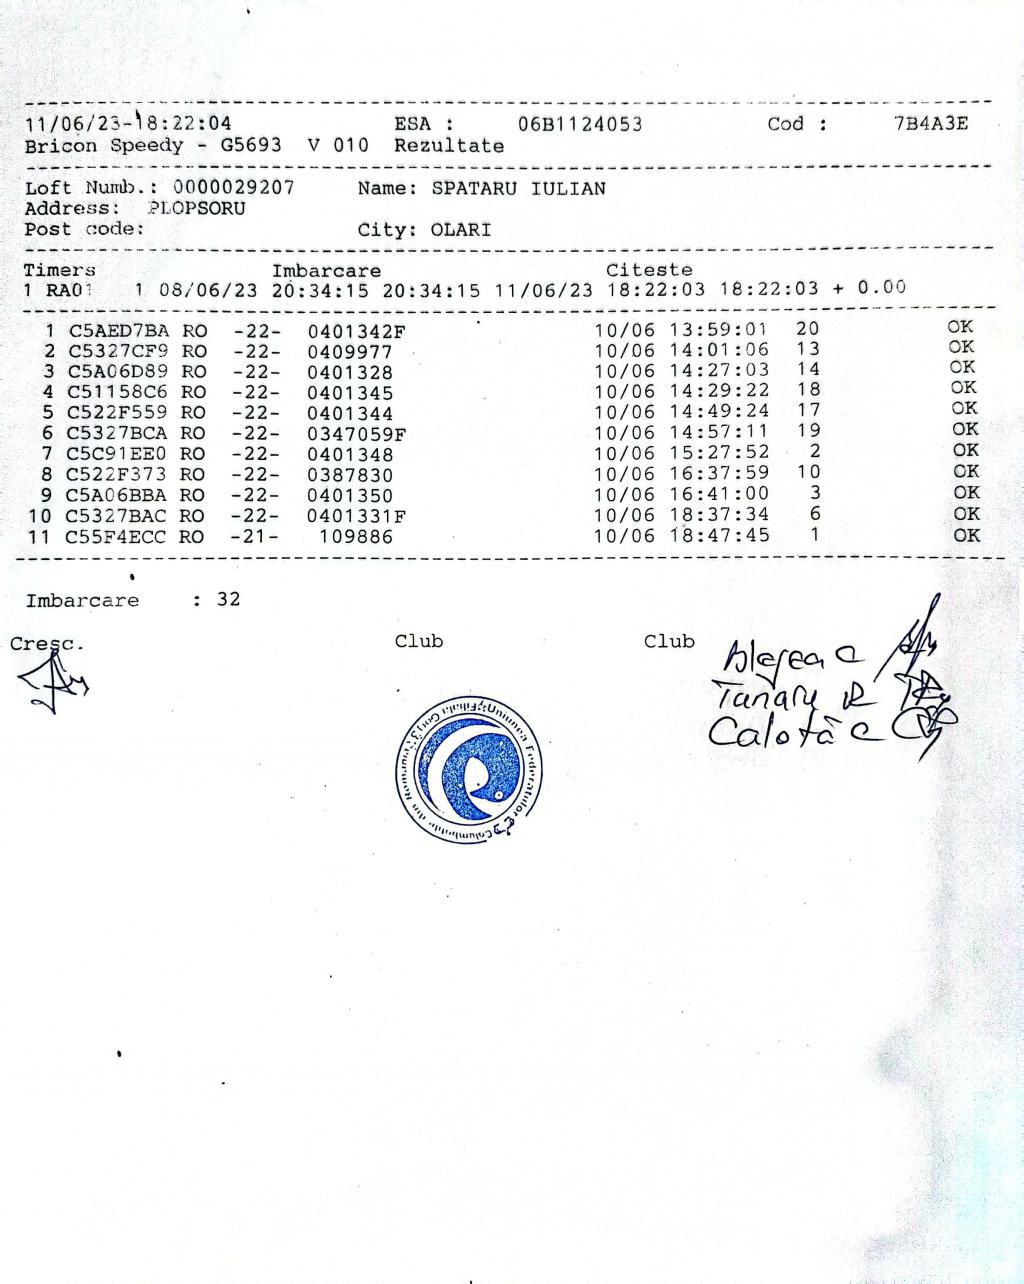 11/06/23-18:22:04 ESA : 06B1124053 Cod : 7B4A3E
Bricon Speedy - G5693 V 010 Rezultate
Loft Numb.: 0000029207 Name: SPATARU IULIAN
Address: PLOPSORU
Post code: City: OLARI
Timers Imbarcare Citeste
1 RA01 1 08/06/23 20:34:15 20:34:15 11/06/23 18:22:03 18:22:03 + 0.00
1 C5AED7BA RO -22- 0401342F 10/06 13:59:01 20 OK
2 C5327CF9 RO -22- 0409977 10/06 14:01:06 13 OK
3 C5A06D89 RO -22- 0401328 10/06 14:27:03 14 OK
4 C51158C6 RO -22- 0401345 10/06 14:29:22 18 OK
5 C522F559 RO -22- 0401344 10/06 14:49:24 17 OK
6 C5327BCA RO -22- 0347059F 10/06 14:57:11 19 OK
7 C5C91EE0 RO -22- 0401348 10/06 15:27:52 2 OK
8 C522F373 RO -22- 0387830 10/06 16:37:59 10 OK
9 C5A06BBA RO -22- 0401350 10/06 16:41:00 3 OK
10 C5327BAC RO -22- 0401331F 10/06 18:37:34 6 OK
11 C55F4ECC RO -21- 109886 10/06 18:47:45 1 OK
Imbarcare : 32
Cresc. Club Club
Calotă C
Uniunea Federatiilor Columbofile din